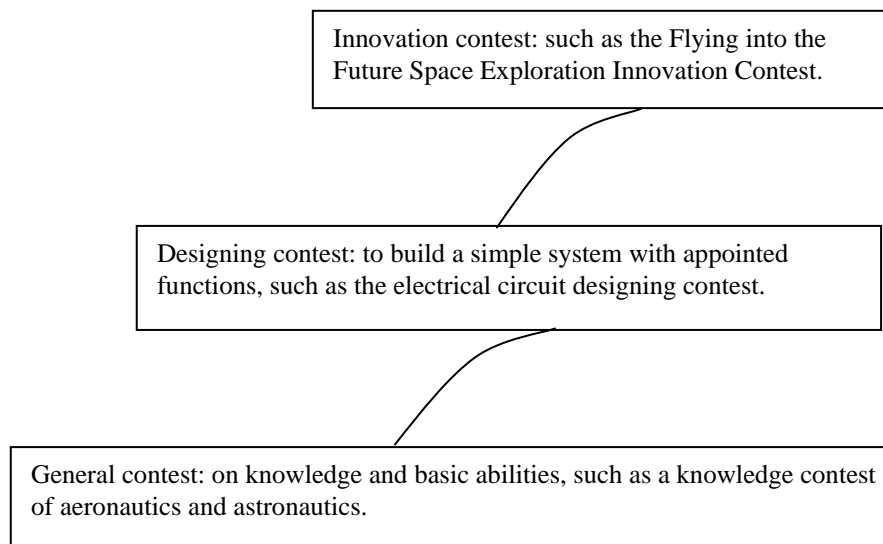 Innovation contest: such as the Flying into the
Future Space Exploration Innovation Contest.
Designing contest: to build a simple system with appointed
functions, such as the electrical circuit designing contest.
General contest: on knowledge and basic abilities, such as a knowledge contest
of aeronautics and astronautics.